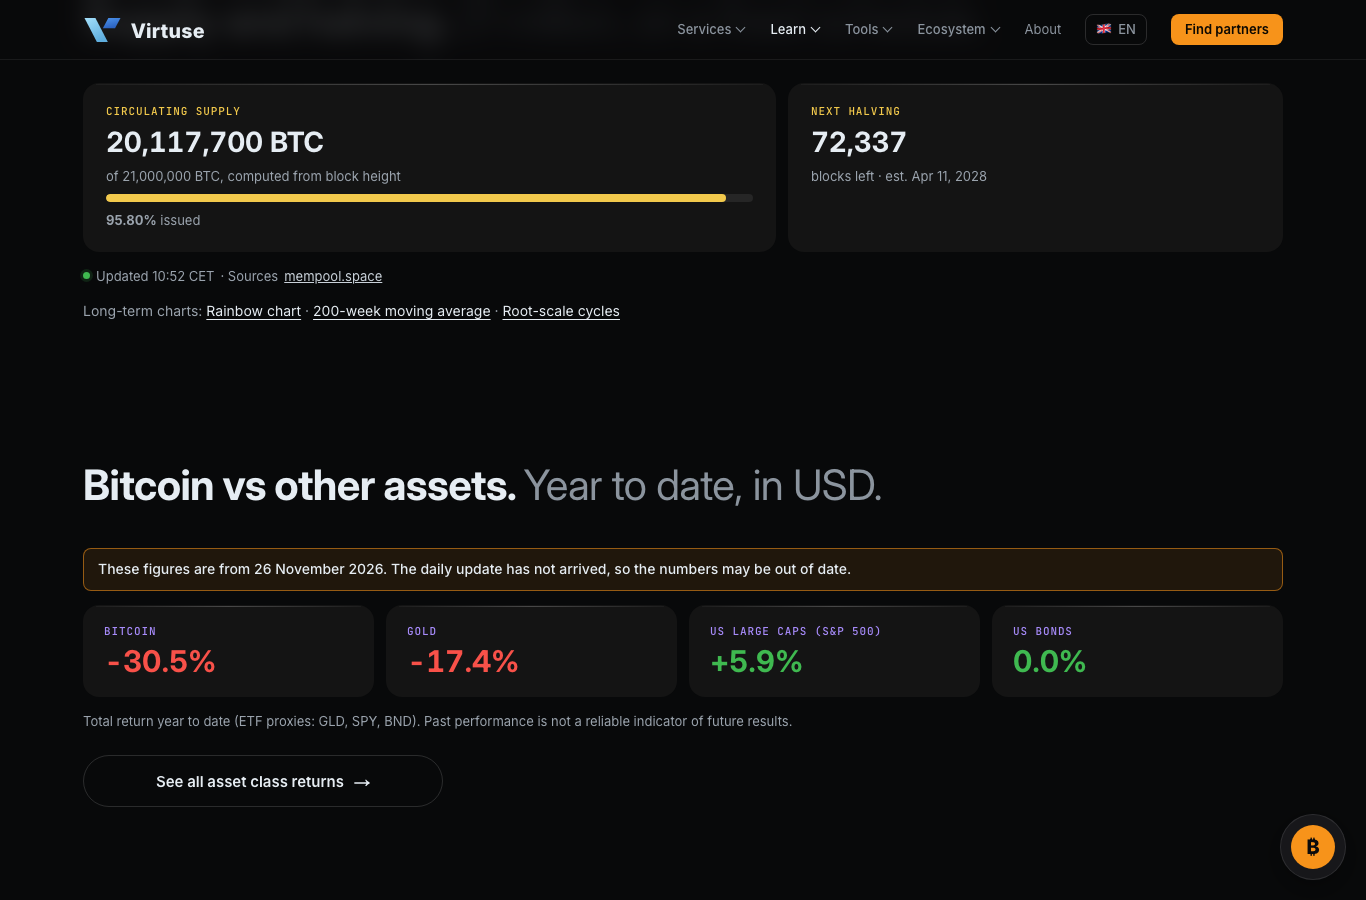 Virtuse
Services Learn Tools Ecosystem About EN Find partners
CIRCULATING SUPPLY
20,117,700 BTC
of 21,000,000 BTC, computed from block height
95.80% issued
NEXT HALVING
72,337
blocks left · est. Apr 11, 2028
Updated 10:52 CET · Sources mempool.space
Long-term charts: Rainbow chart · 200-week moving average · Root-scale cycles
Bitcoin vs other assets. Year to date, in USD.
These figures are from 26 November 2026. The daily update has not arrived, so the numbers may be out of date.
BITCOIN
-30.5%
GOLD
-17.4%
US LARGE CAPS (S&P 500)
+5.9%
US BONDS
0.0%
Total return year to date (ETF proxies: GLD, SPY, BND). Past performance is not a reliable indicator of future results.
See all asset class returns →